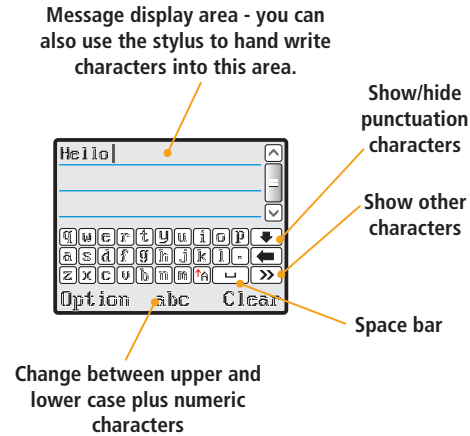 Message display area - you can
also use the stylus to hand write
characters into this area.
Show/hide
punctuation
characters
Hello
Show other
characters
q w e r t y u i o p
a s d f g h j k l .
z x c v b n m ↑A ⎵ >>
Option abc Clear
Space bar
Change between upper and
lower case plus numeric
characters